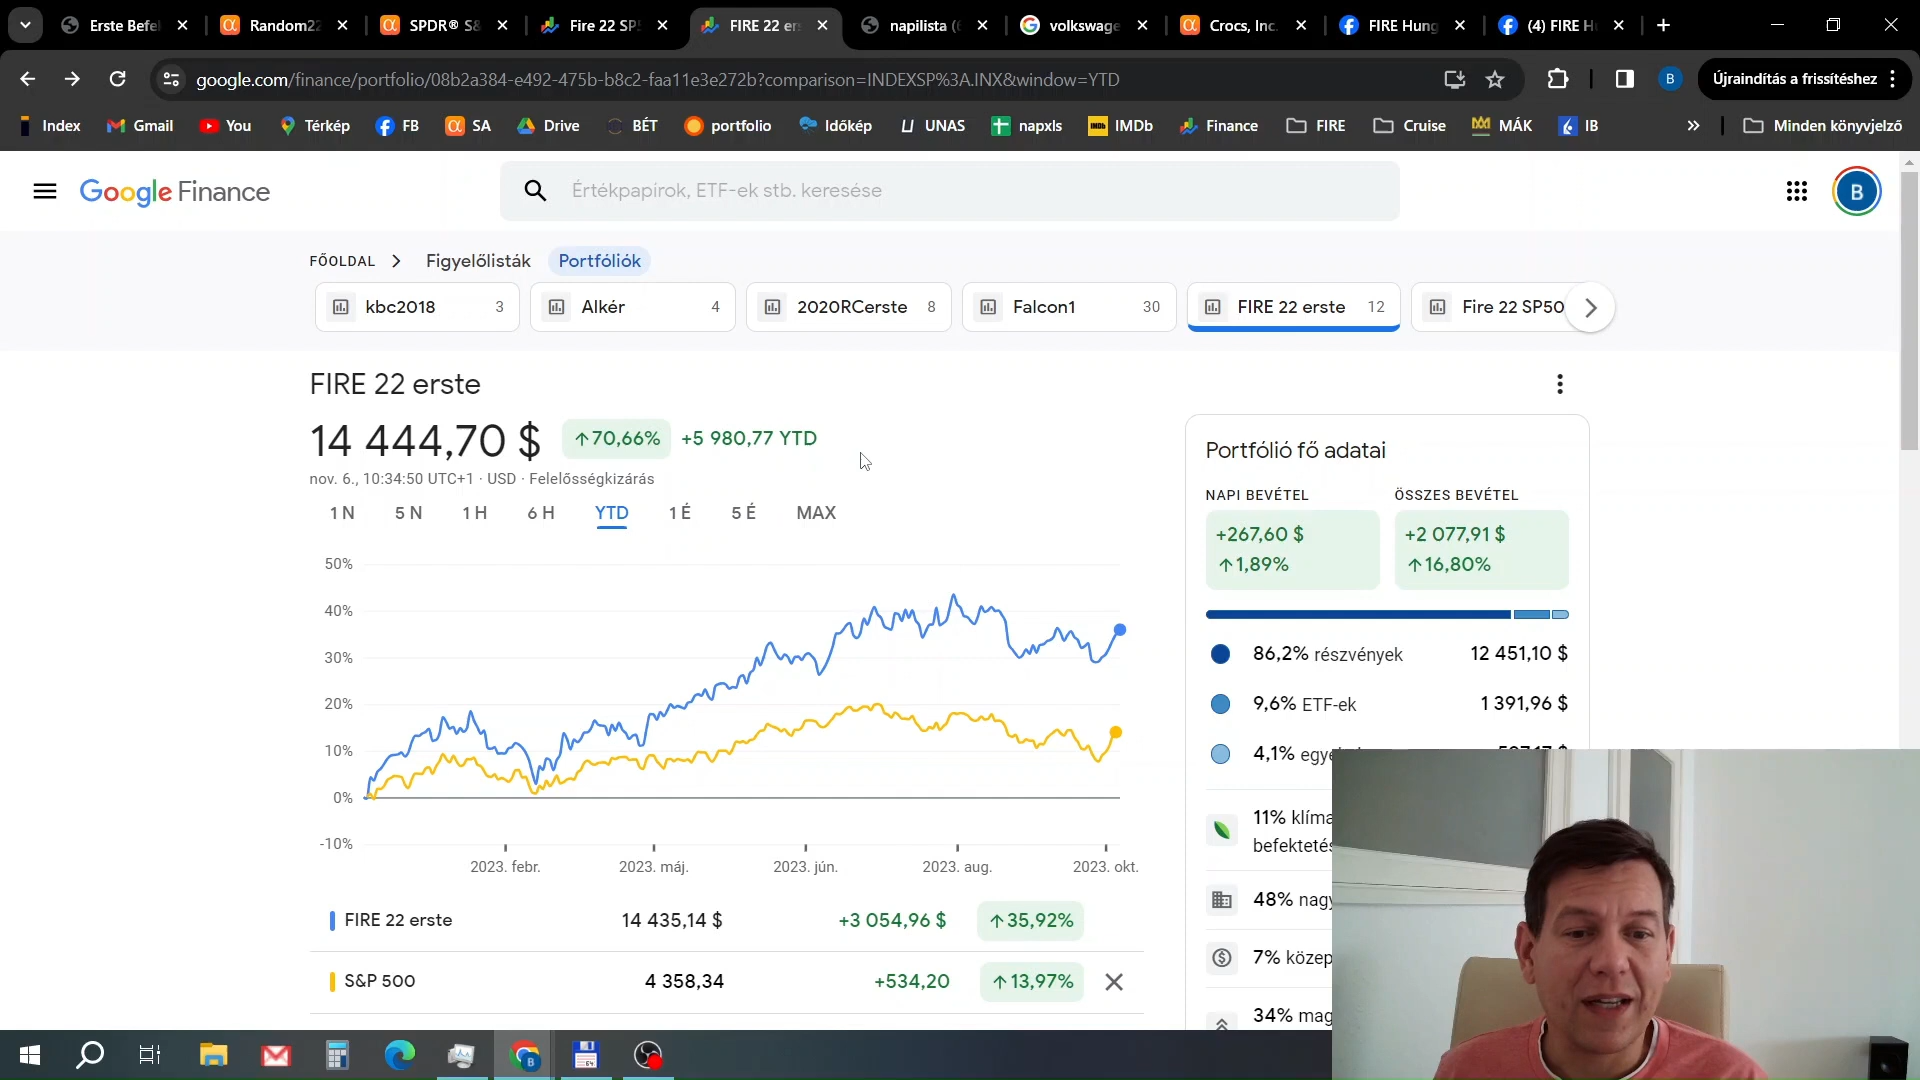 Erste Befe
Random22
SPDR® S&
Fire 22 SP5
FIRE 22 ers
napilista (
volkswage
Crocs, Inc.
FIRE Hung
(4) FIRE H
google.com/finance/portfolio/08b2a384-e492-475b-b8c2-faa11e3e272b?comparison=INDEXSP%3A.INX&window=YTD
B
Újraindítás a frissítéshez
Index
Gmail
You
Térkép
FB
SA
Drive
BÉT
portfolio
Időkép
UNAS
napxls
IMDb
Finance
FIRE
Cruise
MÁK
IB
Minden könyvjelző
Google Finance
Értékpapírok, ETF-ek stb. keresése
B
FŐOLDAL
Figyelőlisták
Portfóliók
kbc2018 3
Alkér 4
2020RCerste 8
Falcon1 30
FIRE 22 erste 12
Fire 22 SP50
FIRE 22 erste
14 444,70 $ ↑70,66% +5 980,77 YTD
nov. 6., 10:34:50 UTC+1 · USD · Felelősségkizárás
1 N 5 N 1 H 6 H YTD 1 É 5 É MAX
50%
40%
30%
20%
10%
0%
-10%
2023. febr. 2023. máj. 2023. jún. 2023. aug. 2023. okt.
FIRE 22 erste 14 435,14 $ +3 054,96 $ ↑35,92%
S&P 500 4 358,34 +534,20 ↑13,97%
Portfólió fő adatai
NAPI BEVÉTEL
+267,60 $
↑1,89%
ÖSSZES BEVÉTEL
+2 077,91 $
↑16,80%
86,2% részvények 12 451,10 $
9,6% ETF-ek 1 391,96 $
4,1%
11% klíma
befekteté
48% nagy
7% közep
34% mag